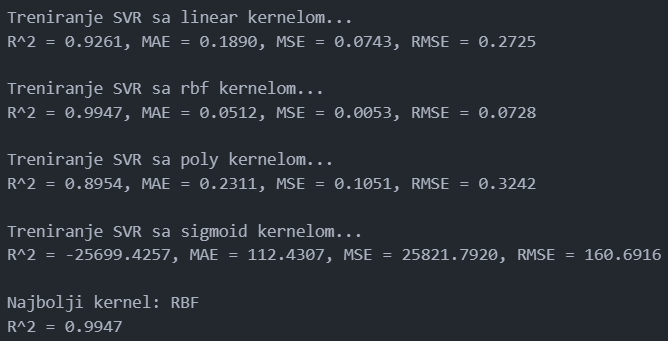 Treniranje SVR sa linear kernelom...
R^2 = 0.9261, MAE = 0.1890, MSE = 0.0743, RMSE = 0.2725
Treniranje SVR sa rbf kernelom...
R^2 = 0.9947, MAE = 0.0512, MSE = 0.0053, RMSE = 0.0728
Treniranje SVR sa poly kernelom...
R^2 = 0.8954, MAE = 0.2311, MSE = 0.1051, RMSE = 0.3242
Treniranje SVR sa sigmoid kernelom...
R^2 = -25699.4257, MAE = 112.4307, MSE = 25821.7920, RMSE = 160.6916
Najbolji kernel: RBF
R^2 = 0.9947